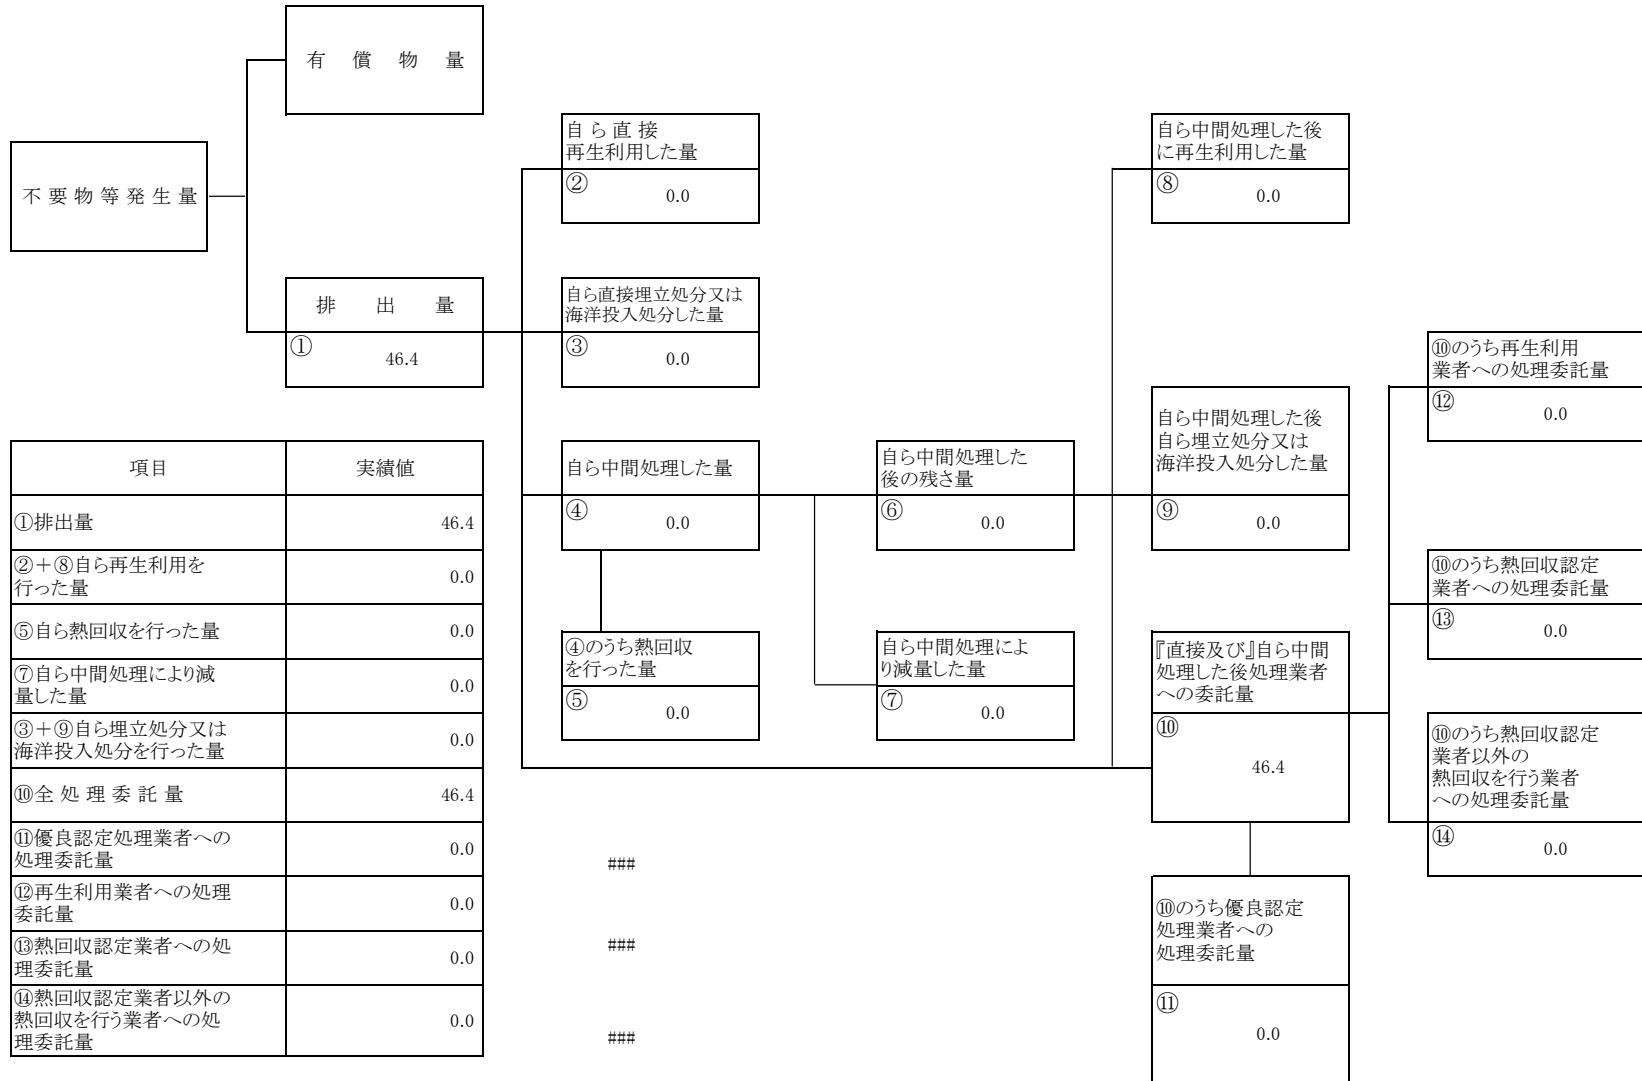 有 償 物 量
不 要 物 等 発 生 量
排 出 量
①
46.4
自 ら 直 接
再生利用した量
②
0.0
自ら直接埋立処分又は
海洋投入処分した量
③
0.0
自ら中間処理した量
④
0.0
④のうち熱回収
を行った量
⑤
0.0
自ら中間処理した
後の残さ量
⑥
0.0
自ら中間処理によ
り減量した量
⑦
0.0
自ら中間処理した後
に再生利用した量
⑧
0.0
自ら中間処理した後
自ら埋立処分又は
海洋投入処分した量
⑨
0.0
『直接及び』自ら中間
処理した後処理業者
への委託量
⑩
46.4
⑩のうち優良認定
処理業者への
処理委託量
⑪
0.0
⑩のうち再生利用
業者への処理委託量
⑫
0.0
⑩のうち熱回収認定
業者への処理委託量
⑬
0.0
⑩のうち熱回収認定
業者以外の
熱回収を行う業者
への処理委託量
⑭
0.0
項目 実績値
①排出量 46.4
②＋⑧自ら再生利用を
行った量 0.0
⑤自ら熱回収を行った量 0.0
⑦自ら中間処理により減
量した量 0.0
③＋⑨自ら埋立処分又は
海洋投入処分を行った量 0.0
⑩全 処 理 委 託 量 46.4
⑪優良認定処理業者への
処理委託量 0.0
⑫再生利用業者への処理
委託量 0.0
⑬熱回収認定業者への処
理委託量 0.0
⑭熱回収認定業者以外の
熱回収を行う業者への処
理委託量 0.0
###
###
###